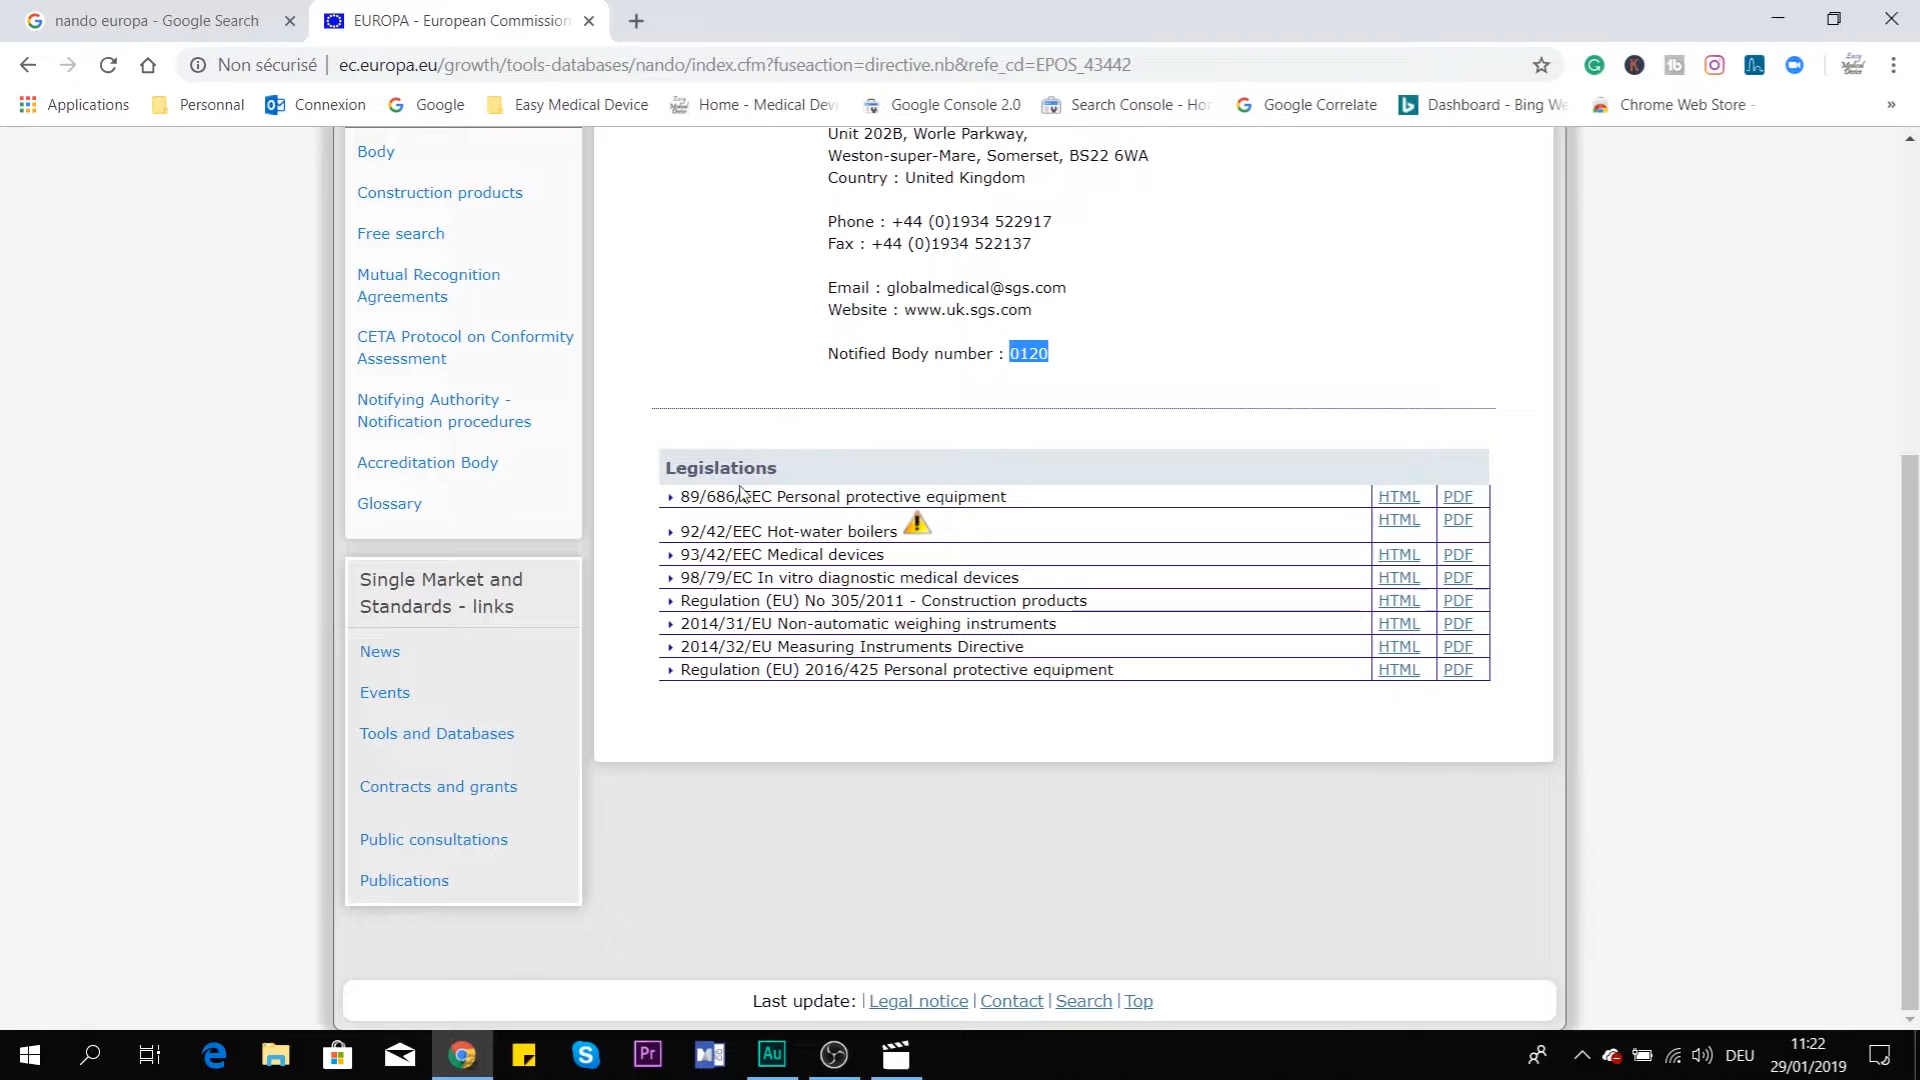 nando europa - Google Search
EUROPA - European Commission
Non sécurisé
ec.europa.eu/growth/tools-databases/nando/index.cfm?fuseaction=directive.nb&refe_cd=EPOS_43442
Applications
Personnal
Connexion
Google
Easy Medical Device
Home - Medical Devi
Google Console 2.0
Search Console - Hor
Google Correlate
Dashboard - Bing We
Chrome Web Store -
»
Body
Construction products
Free search
Mutual Recognition
Agreements
CETA Protocol on Conformity
Assessment
Notifying Authority -
Notification procedures
Accreditation Body
Glossary
Single Market and
Standards - links
News
Events
Tools and Databases
Contracts and grants
Public consultations
Publications
Unit 202B, Worle Parkway,
Weston-super-Mare, Somerset, BS22 6WA
Country : United Kingdom
Phone : +44 (0)1934 522917
Fax : +44 (0)1934 522137
Email : globalmedical@sgs.com
Website : www.uk.sgs.com
Notified Body number : 0120
Legislations
89/686/EEC Personal protective equipment HTML PDF
92/42/EEC Hot-water boilers HTML PDF
93/42/EEC Medical devices HTML PDF
98/79/EC In vitro diagnostic medical devices HTML PDF
Regulation (EU) No 305/2011 - Construction products HTML PDF
2014/31/EU Non-automatic weighing instruments HTML PDF
2014/32/EU Measuring Instruments Directive HTML PDF
Regulation (EU) 2016/425 Personal protective equipment HTML PDF
Last update: | Legal notice | Contact | Search | Top
Pr
Au
DEU
11:22
29/01/2019